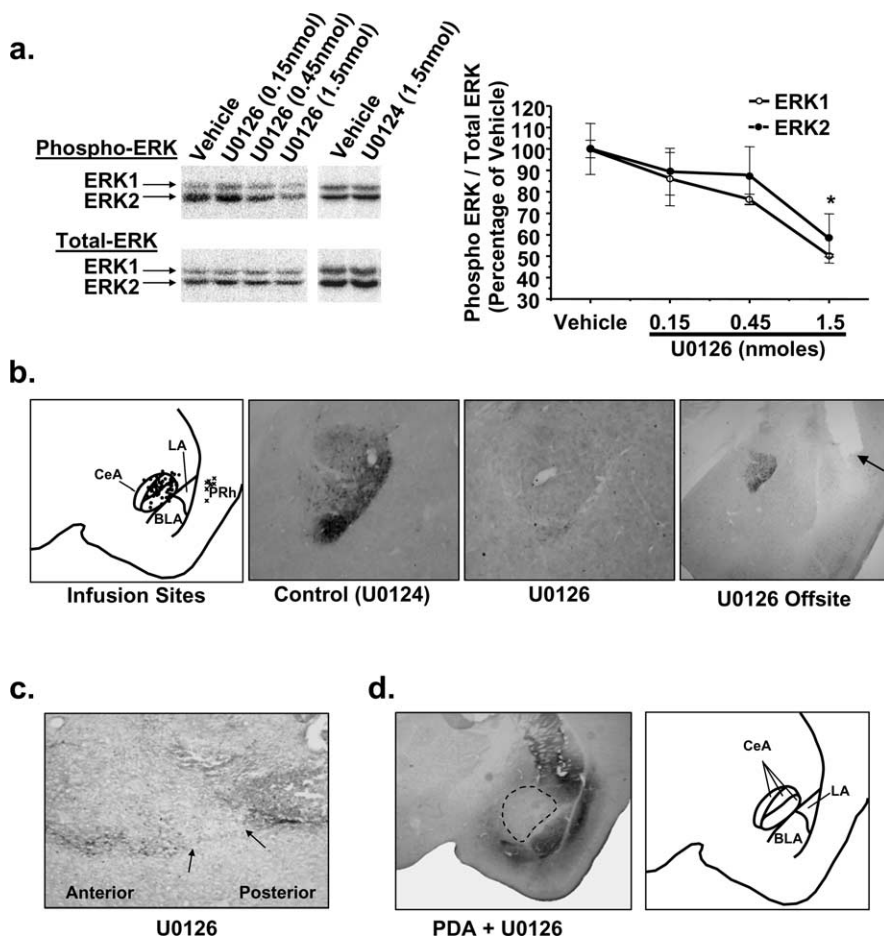 a.
Vehicle
U0126 (0.15nmol)
U0126 (0.45nmol)
U0126 (1.5nmol)
Vehicle
U0124 (1.5nmol)
Phospho-ERK
ERK1
ERK2
Total-ERK
ERK1
ERK2
Phospho ERK / Total ERK
(Percentage of Vehicle)
120
110
100
90
80
70
60
50
40
30
ERK1
ERK2
*
Vehicle 0.15 0.45 1.5
U0126 (nmoles)
b.
LA
CeA
PRh
BLA
Infusion Sites
Control (U0124)
U0126
U0126 Offsite
c.
Anterior Posterior
U0126
d.
PDA + U0126
CeA
LA
BLA